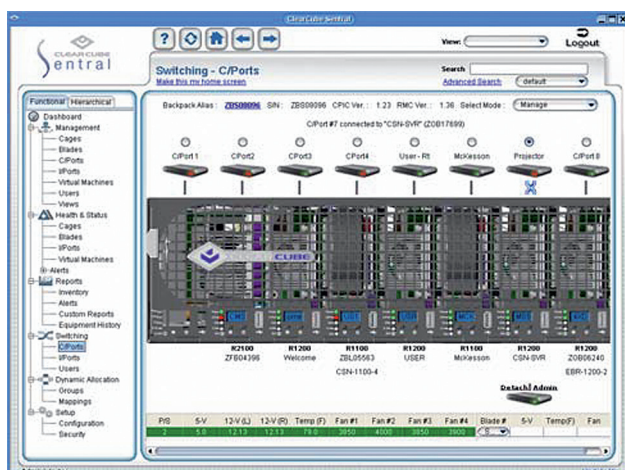 ClearCube Sentral
CLEARCUBE
Sentral
View:
Logout
Switching - C/Ports
Make this my home screen
Search
Advanced Search
default
Functional Hierarchical
Dashboard
Management
Cages
Blades
C/Ports
I/Ports
Virtual Machines
Users
Views
Health & Status
Cages
Blades
I/Ports
Virtual Machines
Alerts
Reports
Inventory
Alerts
Custom Reports
Equipment History
Switching
C/Ports
I/Ports
Users
Dynamic Allocation
Groups
Mappings
Setup
Configuration
Security
Backpack Alias : ZBS08096 S/N : ZBS08096 CPIC Ver. : 1.23 RMC Ver. : 1.36 Select Mode : Manage
C/Port #7 connected to "CSN-SVR" (ZOB17699)
C/Port 1 C/Port2 C/Port3 C/Port4 User - Rt McKesson Projector C/Port 8
CLEARCUBE
R2100 R1200 R1100 R1200 R1100 R1200 R1200
ZFB04396 Welcome ZBL05563 USER McKesson CSN-SVR ZOB06240
CSN-1100-4 EBR-1200-2
Detach Admin
P/S 5-V 12-V (L) 12-V (R) Temp (F) Fan #1 Fan #2 Fan #3 Fan #4 Blade # 5-V Temp(F) Fan
2 5.0 12.13 12.13 79.0 3850 4000 3850 3900